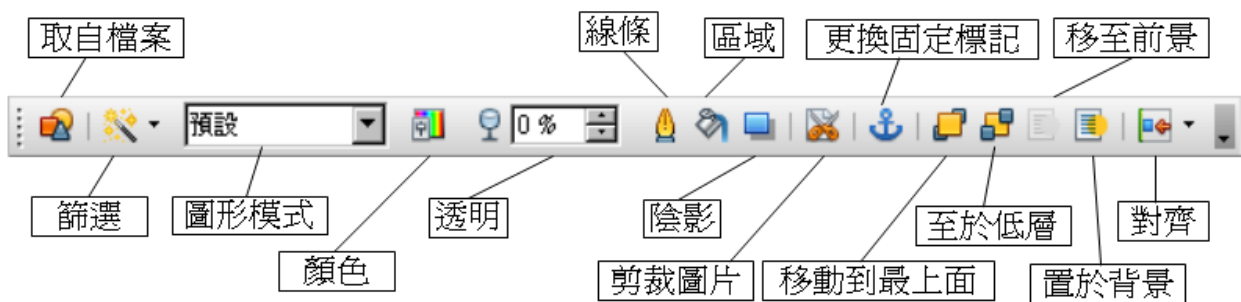 取自檔案
線條
區域
更換固定標記
移至前景
預設
0 %
篩選
圖形模式
顏色
透明
陰影
剪裁圖片
移動到最上面
至於低層
置於背景
對齊